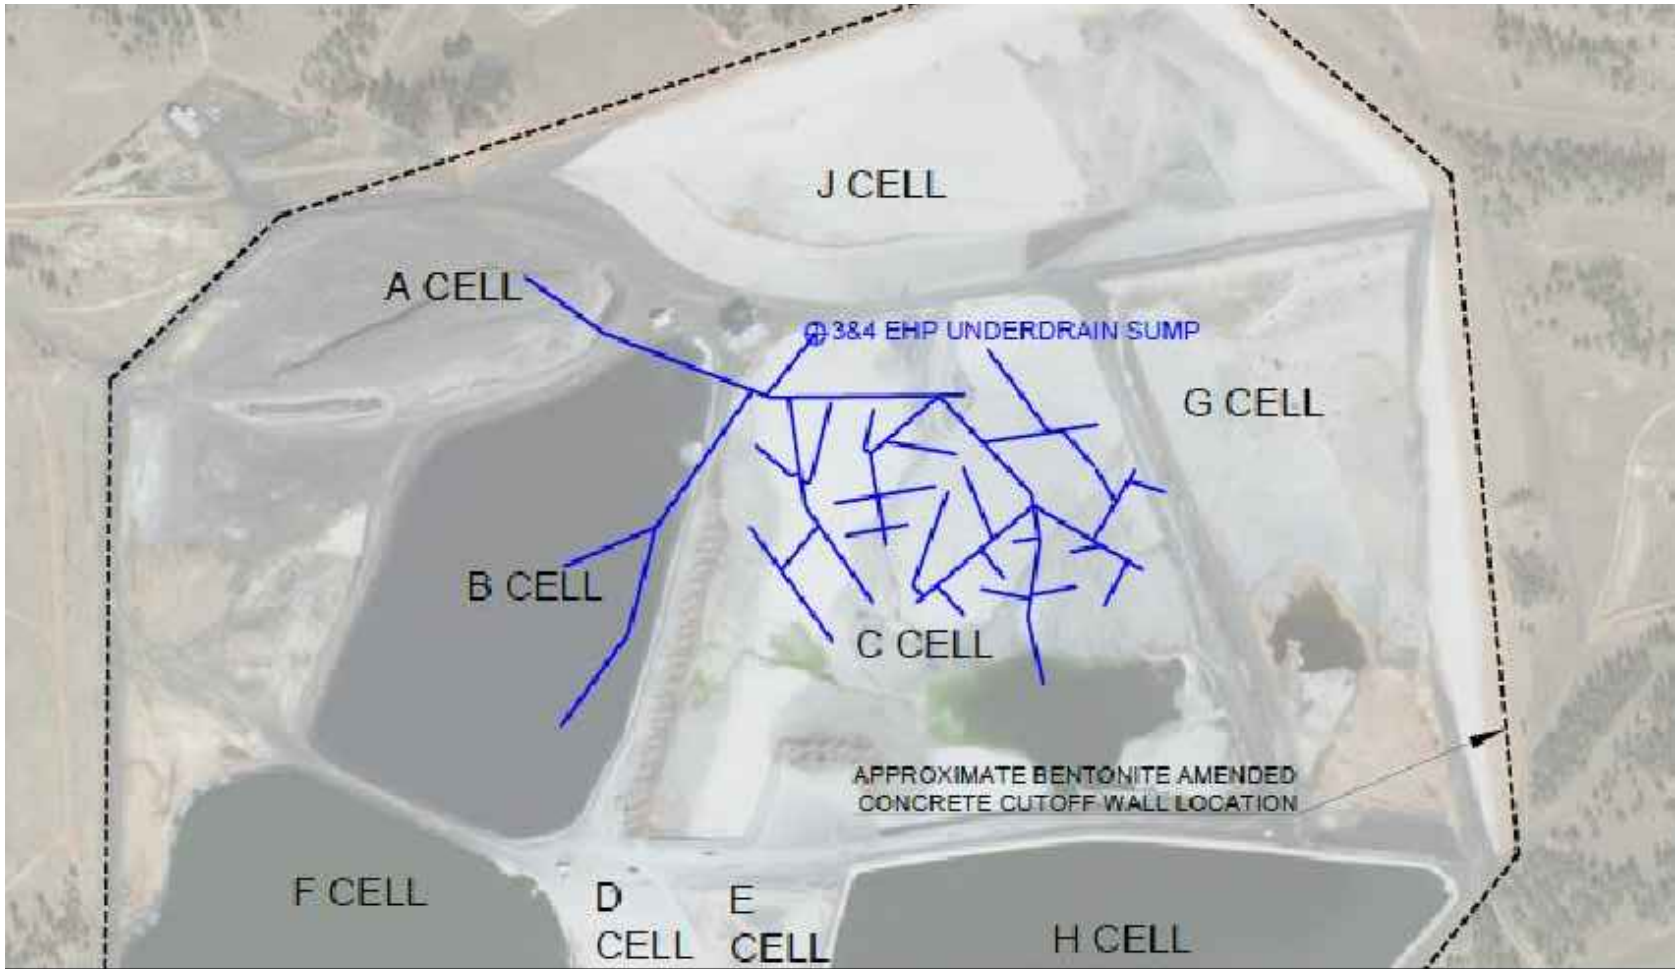 J CELL
A CELL
3&4 EHP UNDERDRAIN SUMP
G CELL
B CELL
C CELL
APPROXIMATE BENTONITE AMENDED
CONCRETE CUTOFF WALL LOCATION
F CELL
D
CELL
E
CELL
H CELL